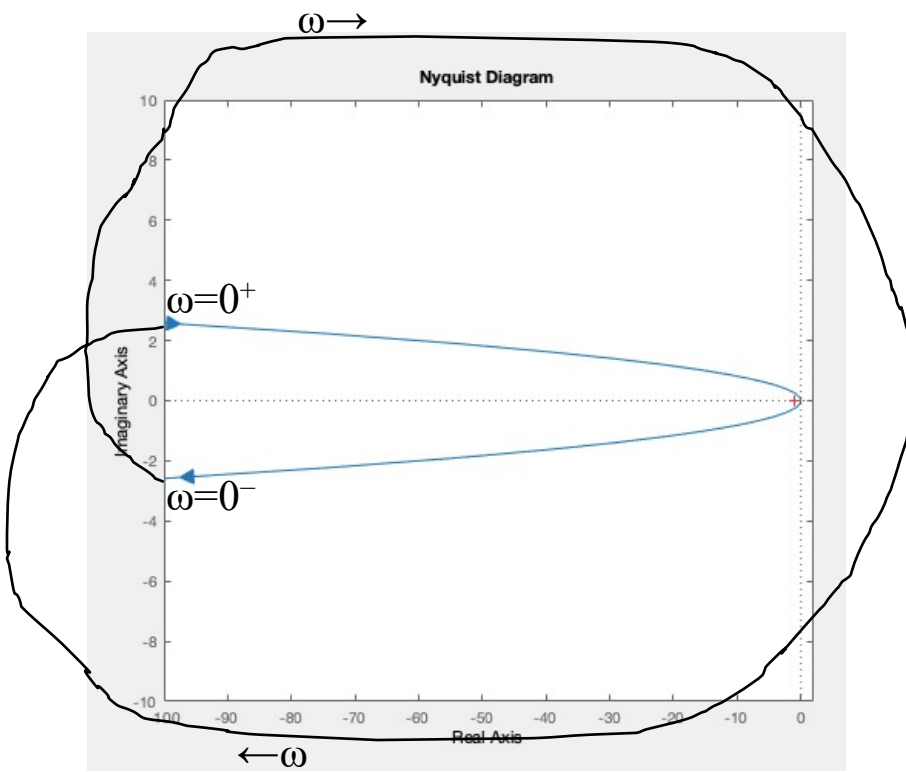 ω→
Nyquist Diagram
10
8
6
4
2
0
-2
-4
-6
-8
-10
Imaginary Axis
ω=0⁺
ω=0⁻
-100 -90 -80 -70 -60 -50 -40 -30 -20 -10 0
Real Axis
←ω